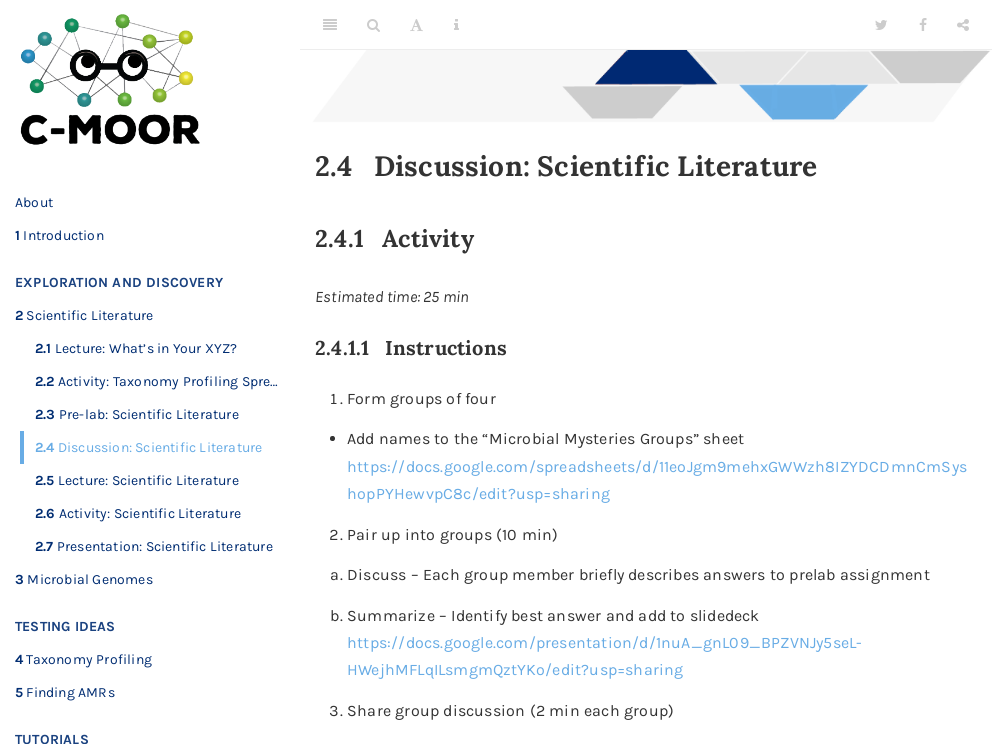 C-MOOR
About
1 Introduction
EXPLORATION AND DISCOVERY
2 Scientific Literature
2.1 Lecture: What's in Your XYZ?
2.2 Activity: Taxonomy Profiling Spre...
2.3 Pre-lab: Scientific Literature
2.4 Discussion: Scientific Literature
2.5 Lecture: Scientific Literature
2.6 Activity: Scientific Literature
2.7 Presentation: Scientific Literature
3 Microbial Genomes
TESTING IDEAS
4 Taxonomy Profiling
5 Finding AMRs
TUTORIALS
2.4 Discussion: Scientific Literature
2.4.1 Activity
Estimated time: 25 min
2.4.1.1 Instructions
1. Form groups of four
• Add names to the “Microbial Mysteries Groups” sheet
https://docs.google.com/spreadsheets/d/11eoJgm9mehxGWWzh8IZYDCDmnCmSys
hopPYHewvpC8c/edit?usp=sharing
2. Pair up into groups (10 min)
a. Discuss – Each group member briefly describes answers to prelab assignment
b. Summarize – Identify best answer and add to slidedeck
https://docs.google.com/presentation/d/1nuA_gnL09_BPZVNJy5seL-
HWejhMFLqILsmgmQztYKo/edit?usp=sharing
3. Share group discussion (2 min each group)